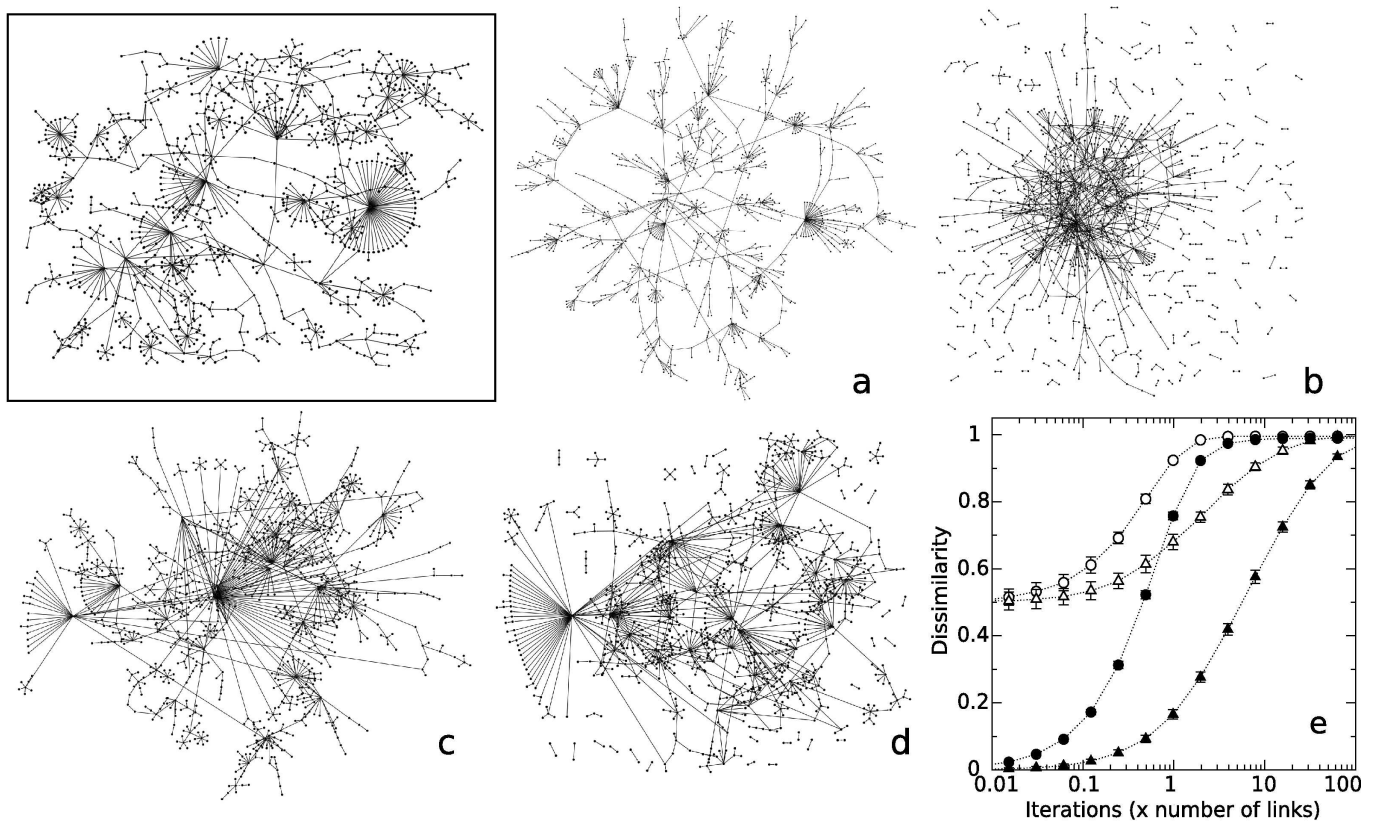 a
b
c
d
1
0.8
0.6
0.4
0.2
0
Dissimilarity
e
0.01 0.1 1 10 100
Iterations (x number of links)